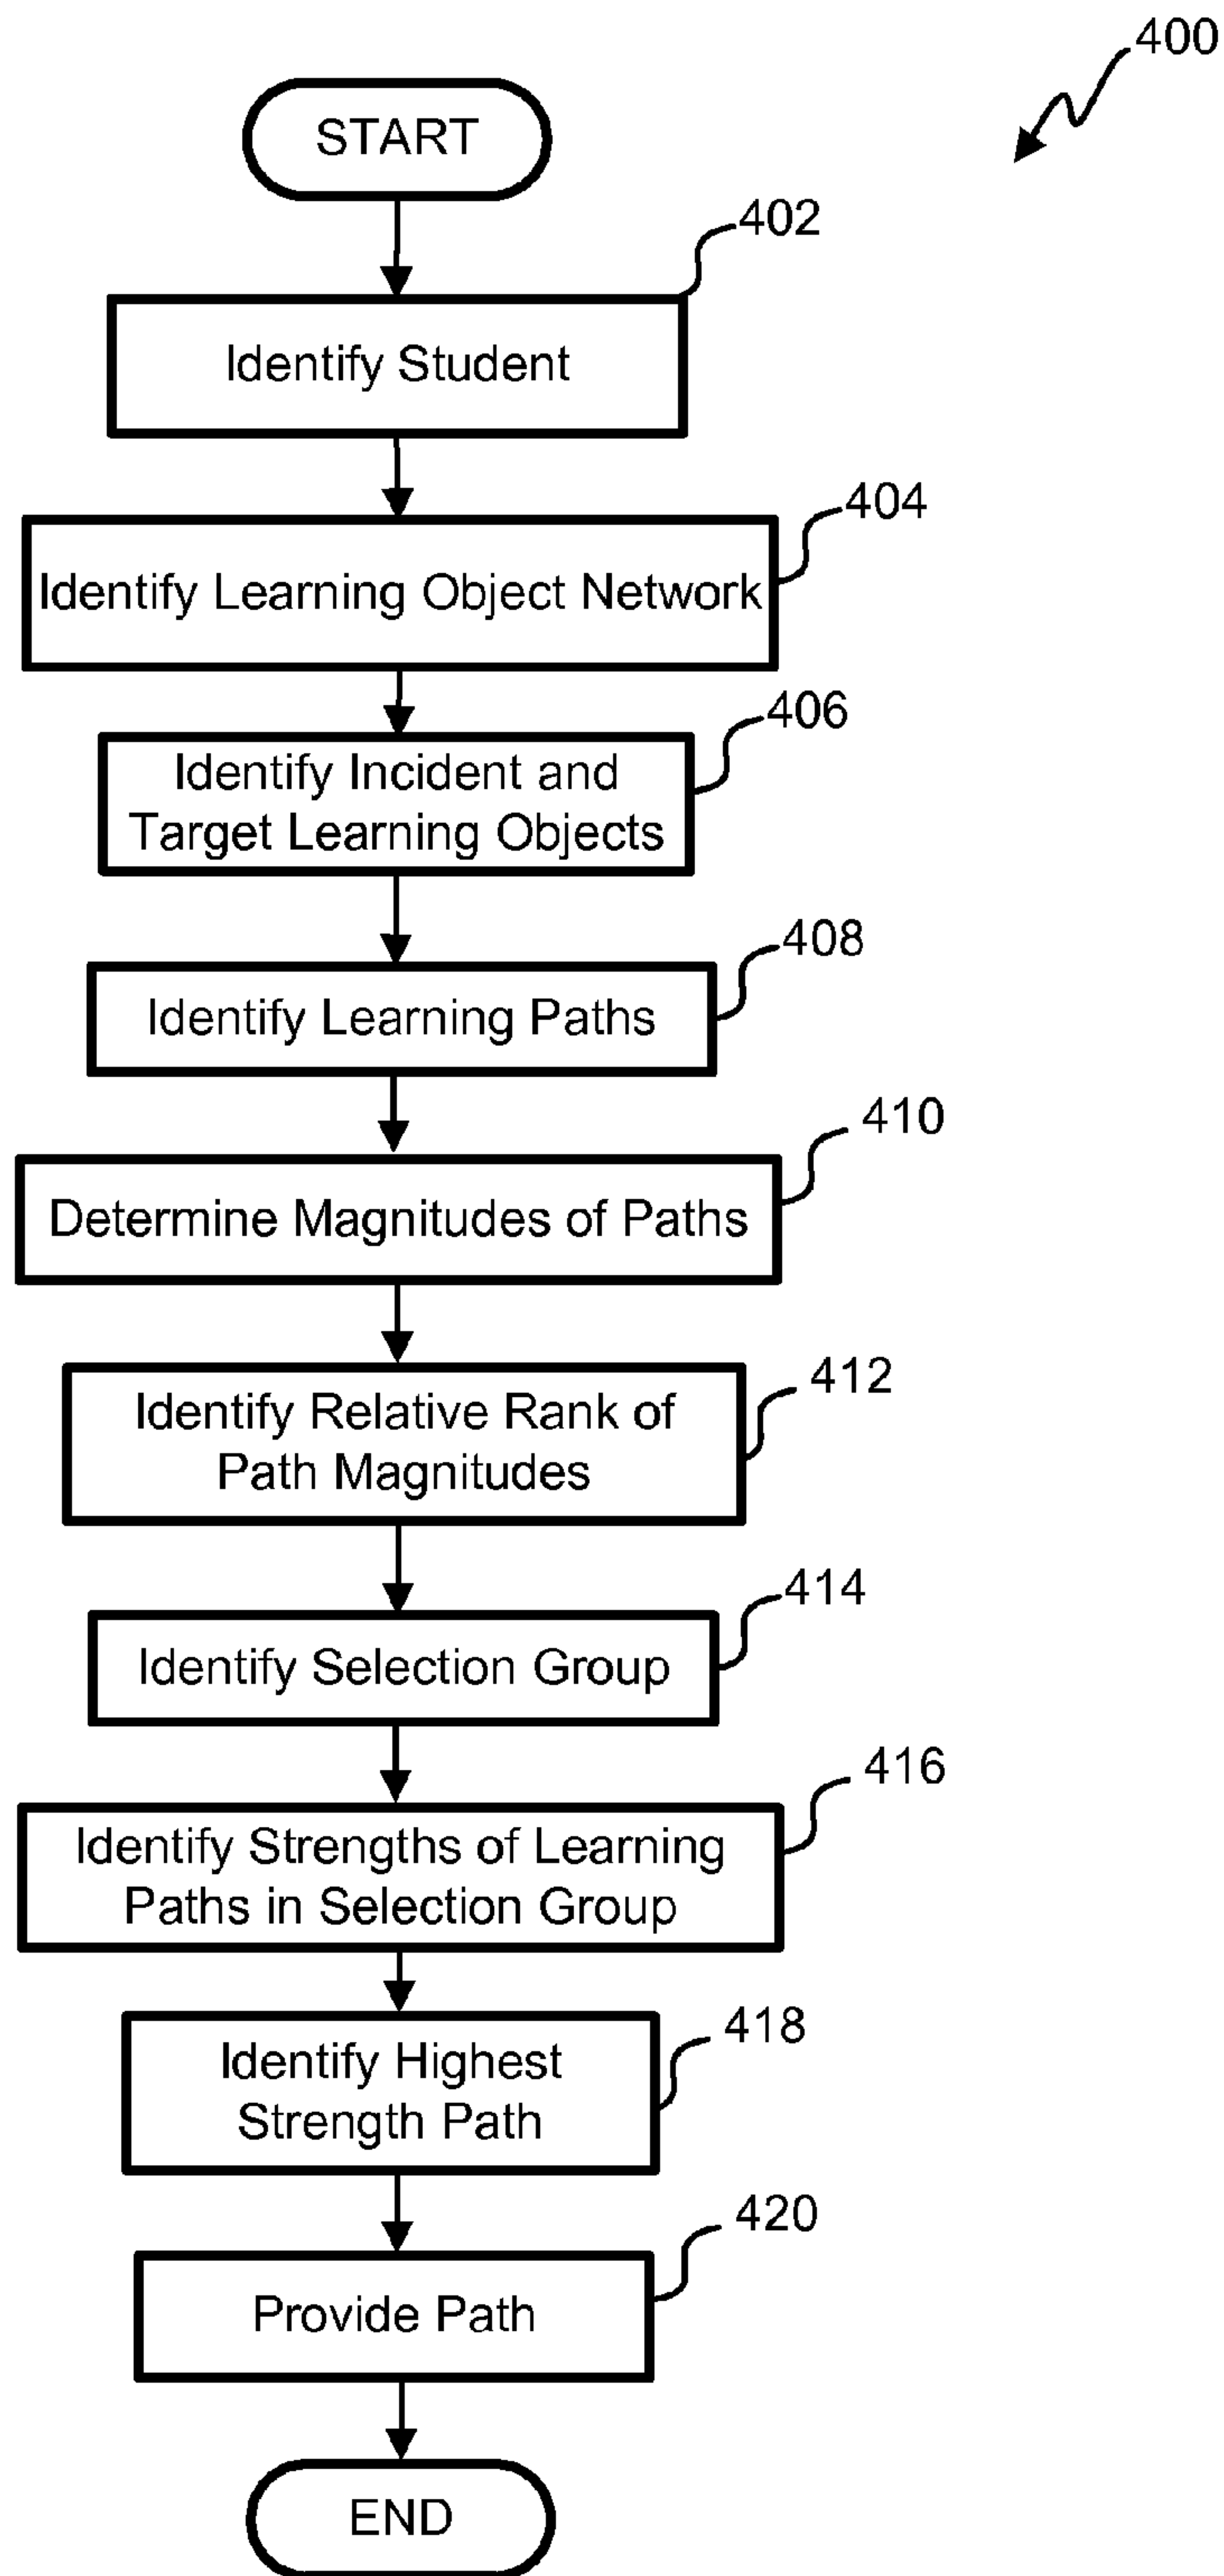 400
START
402
Identify Student
404
Identify Learning Object Network
406
Identify Incident and
Target Learning Objects
408
Identify Learning Paths
410
Determine Magnitudes of Paths
412
Identify Relative Rank of
Path Magnitudes
414
Identify Selection Group
416
Identify Strengths of Learning
Paths in Selection Group
418
Identify Highest
Strength Path
420
Provide Path
END